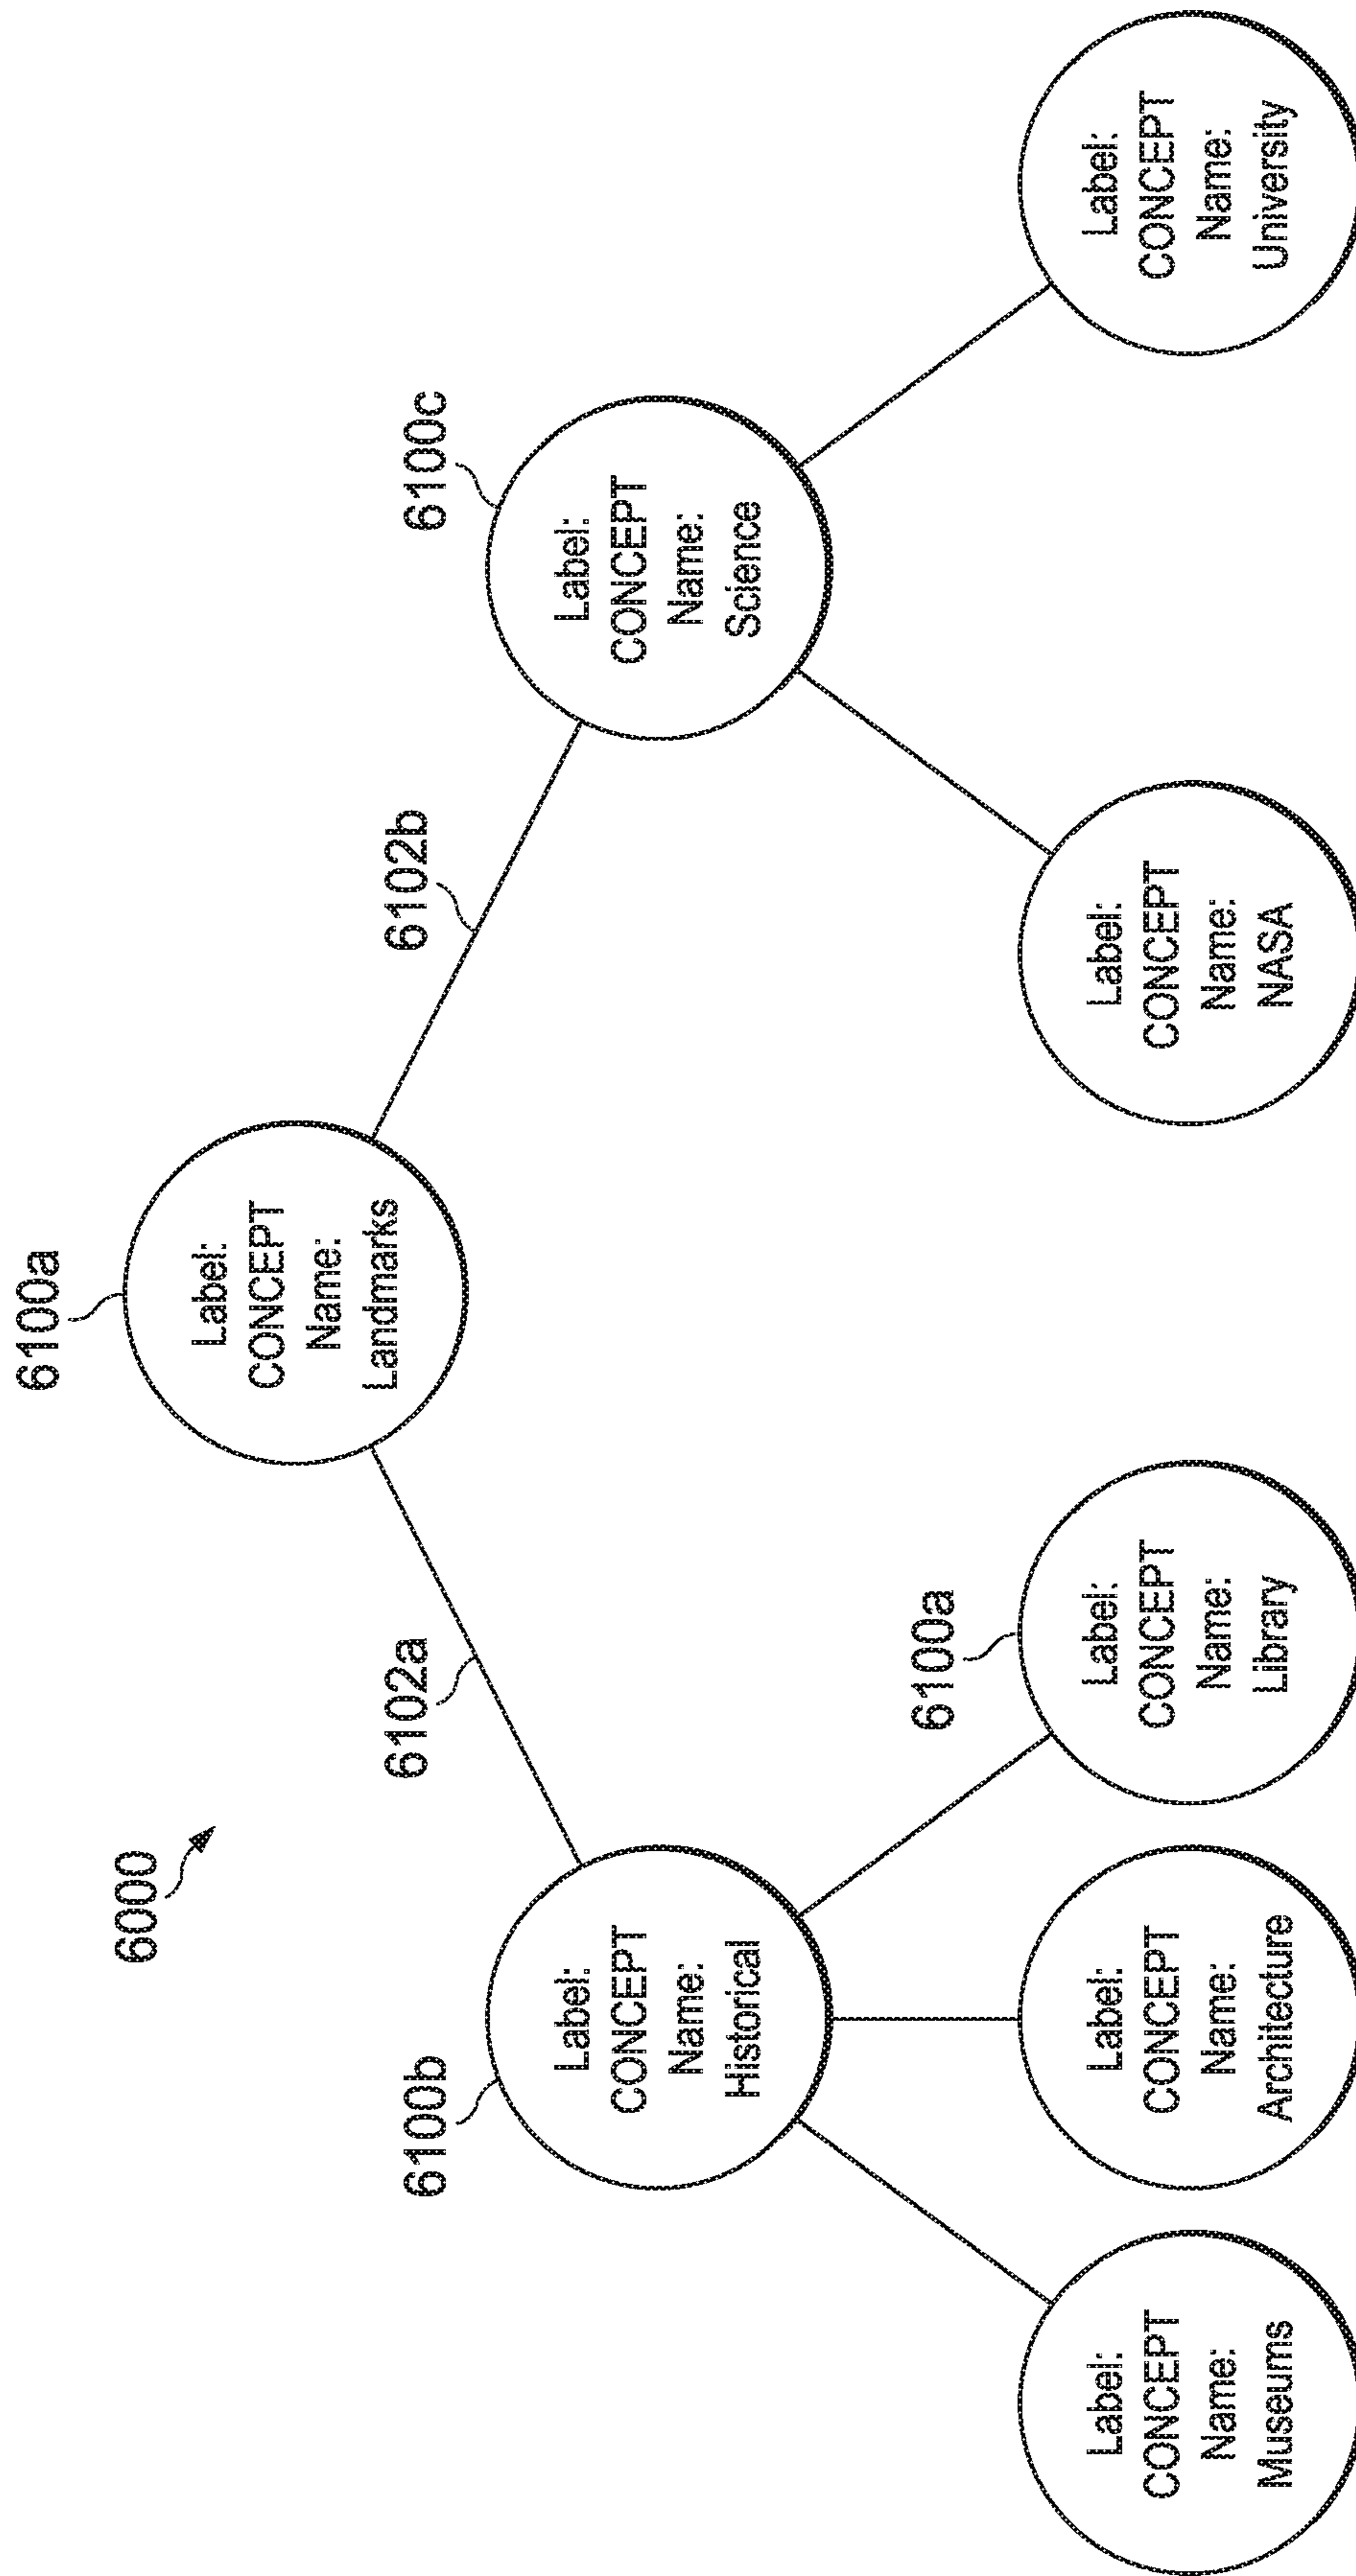 6000
6100a
Label:
CONCEPT
Name:
Landmarks
6102a
6102b
6100b
Label:
CONCEPT
Name:
Historical
6100c
Label:
CONCEPT
Name:
Science
Label:
CONCEPT
Name:
Museums
Label:
CONCEPT
Name:
Architecture
6100a
Label:
CONCEPT
Name:
Library
Label:
CONCEPT
Name:
NASA
Label:
CONCEPT
Name:
University